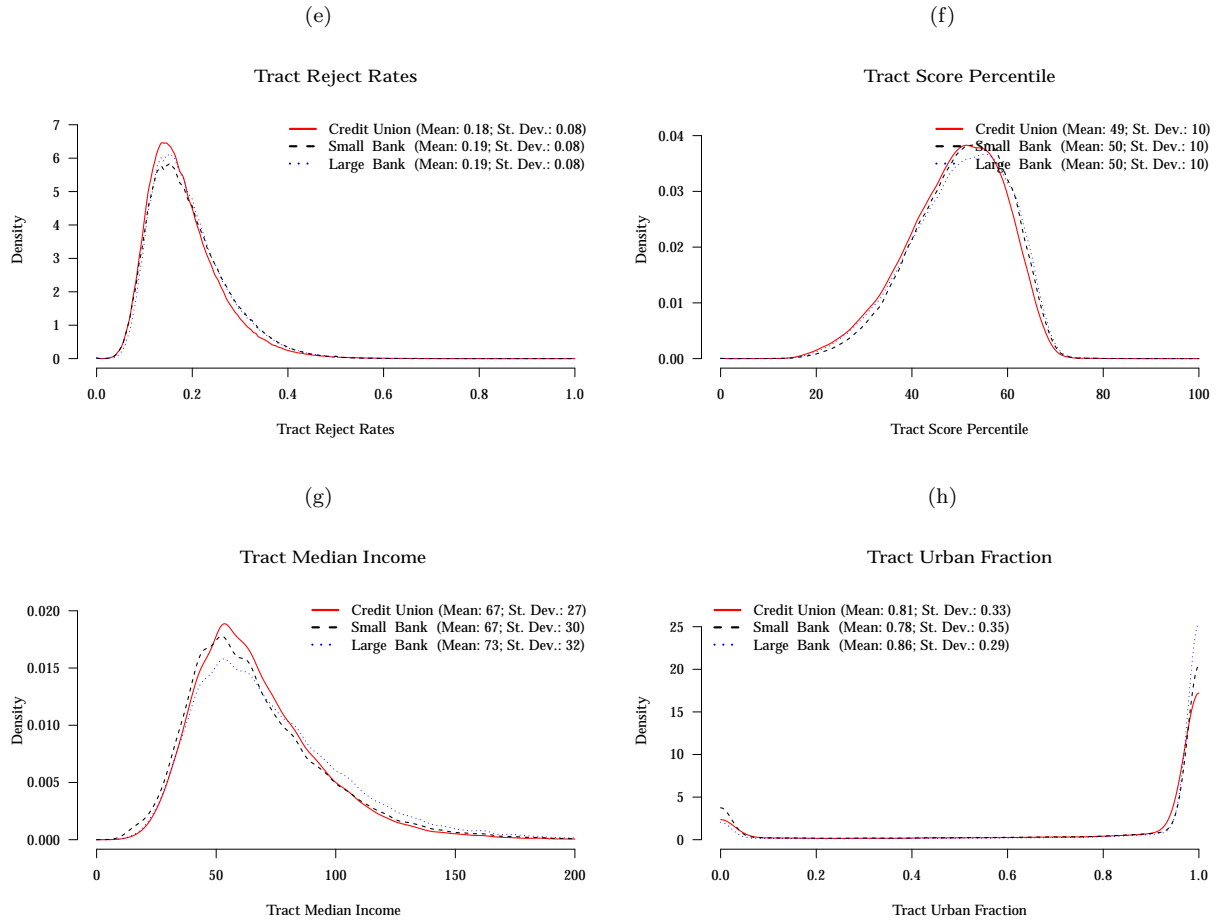 (e)
Tract Reject Rates
Credit Union (Mean: 0.18; St. Dev.: 0.08)
Small Bank (Mean: 0.19; St. Dev.: 0.08)
Large Bank (Mean: 0.19; St. Dev.: 0.08)
Density
7
6
5
4
3
2
1
0
0.0 0.2 0.4 0.6 0.8 1.0
Tract Reject Rates
(f)
Tract Score Percentile
Credit Union (Mean: 49; St. Dev.: 10)
Small Bank (Mean: 50; St. Dev.: 10)
Large Bank (Mean: 50; St. Dev.: 10)
Density
0.04
0.03
0.02
0.01
0.00
0 20 40 60 80 100
Tract Score Percentile
(g)
Tract Median Income
Credit Union (Mean: 67; St. Dev.: 27)
Small Bank (Mean: 67; St. Dev.: 30)
Large Bank (Mean: 73; St. Dev.: 32)
Density
0.020
0.015
0.010
0.005
0.000
0 50 100 150 200
Tract Median Income
(h)
Tract Urban Fraction
Credit Union (Mean: 0.81; St. Dev.: 0.33)
Small Bank (Mean: 0.78; St. Dev.: 0.35)
Large Bank (Mean: 0.86; St. Dev.: 0.29)
Density
25
20
15
10
5
0
0.0 0.2 0.4 0.6 0.8 1.0
Tract Urban Fraction